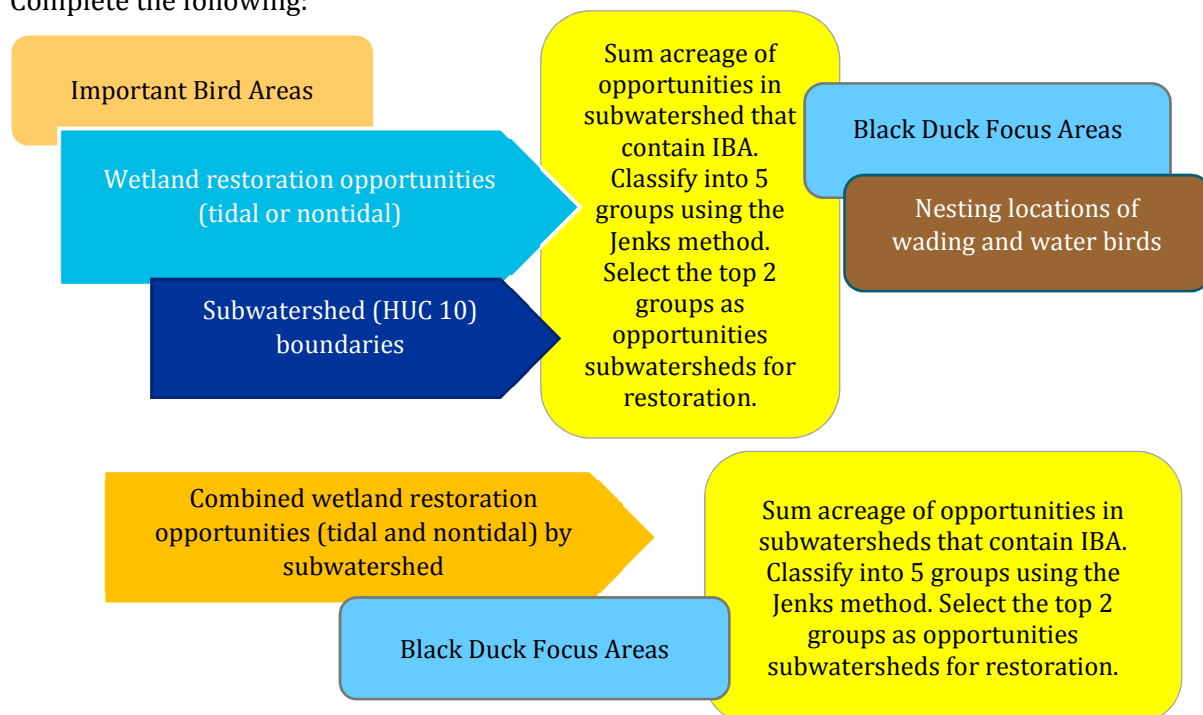 Complete the following:
Important Bird Areas
Wetland restoration opportunities
(tidal or nontidal)
Subwatershed (HUC 10)
boundaries
Sum acreage of
opportunities in
subwatershed that
contain IBA.
Classify into 5
groups using the
Jenks method.
Select the top 2
groups as
opportunities
subwatersheds for
restoration.
Black Duck Focus Areas
Nesting locations of
wading and water birds
Combined wetland restoration
opportunities (tidal and nontidal) by
subwatershed
Black Duck Focus Areas
Sum acreage of opportunities in
subwatersheds that contain IBA.
Classify into 5 groups using the
Jenks method. Select the top 2
groups as opportunities
subwatersheds for restoration.